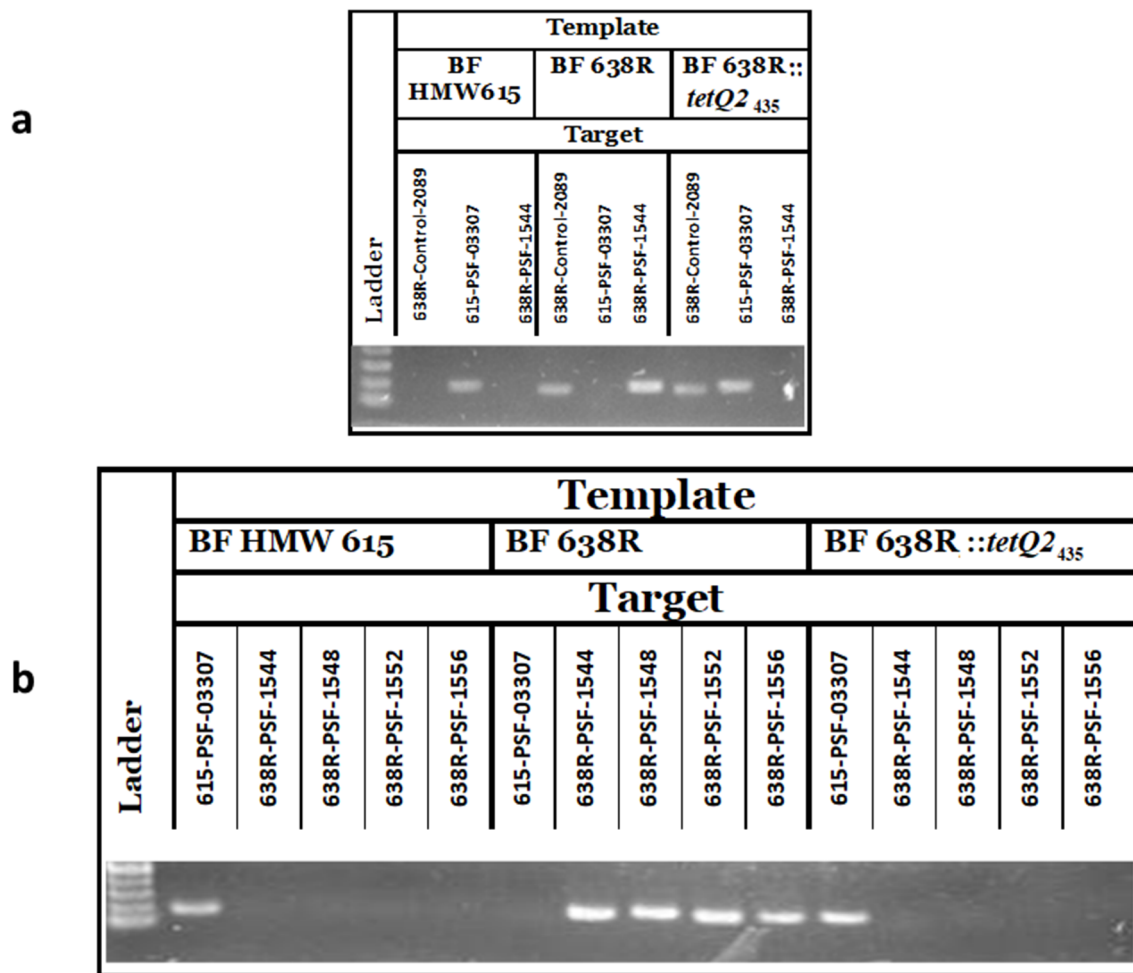 a
Ladder
Template
BF HMW615
BF 638R
BF 638R::tetQ2 435
Target
638R-Control-2089
615-PSF-03307
638R-PSF-1544
638R-Control-2089
615-PSF-03307
638R-PSF-1544
638R-Control-2089
615-PSF-03307
638R-PSF-1544
b
Ladder
Template
BF HMW 615
BF 638R
BF 638R ::tetQ2 435
Target
615-PSF-03307
638R-PSF-1544
638R-PSF-1548
638R-PSF-1552
638R-PSF-1556
615-PSF-03307
638R-PSF-1544
638R-PSF-1548
638R-PSF-1552
638R-PSF-1556
615-PSF-03307
638R-PSF-1544
638R-PSF-1548
638R-PSF-1552
638R-PSF-1556